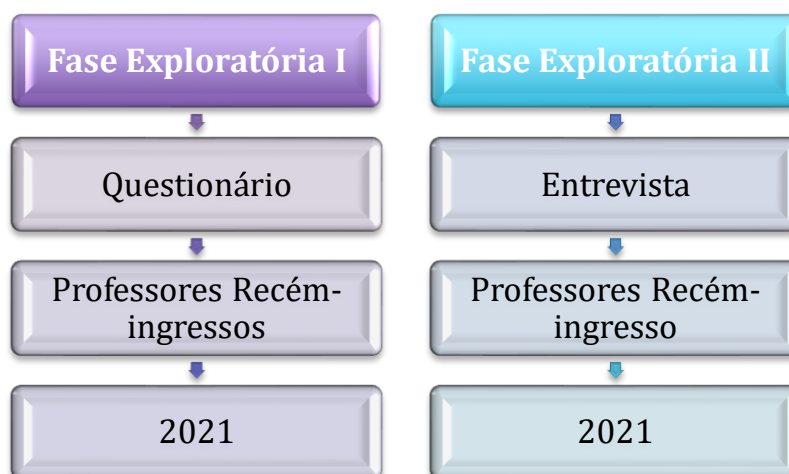 Fase Exploratória I
Questionário
Professores Recém-
ingressos
2021
Fase Exploratória II
Entrevista
Professores Recém-
ingresso
2021